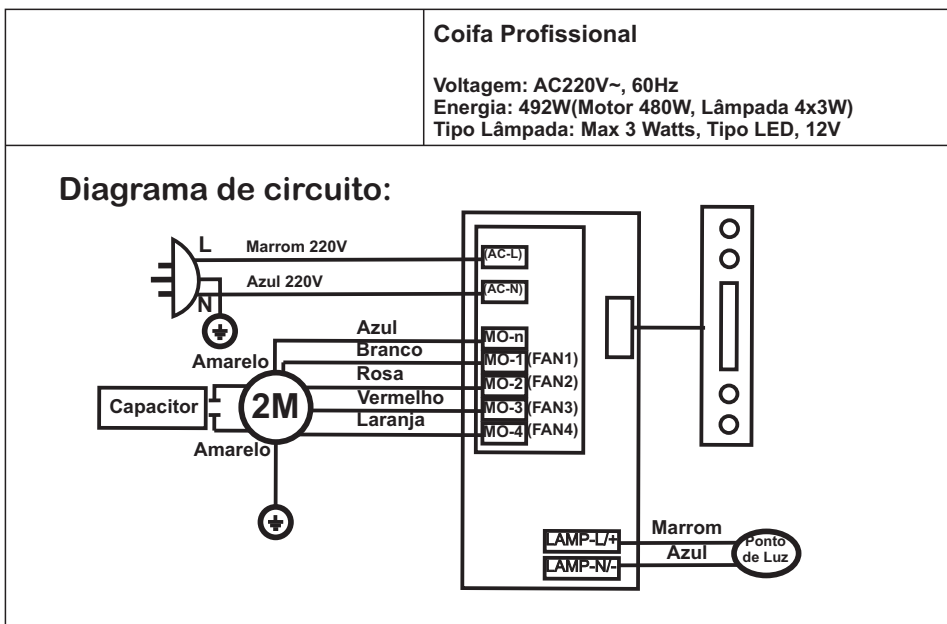 Coifa Profissional
Voltagem: AC220V~, 60Hz
Energia: 492W(Motor 480W, Lâmpada 4x3W)
Tipo Lâmpada: Max 3 Watts, Tipo LED, 12V
Diagrama de circuito:
L
Marrom 220V
(AC-L)
Azul 220V
(AC-N)
N
Azul
MO-n
Amarelo
Branco
MO-1 (FAN1)
Rosa
MO-2 (FAN2)
Capacitor
2M
Vermelho
MO-3 (FAN3)
Laranja
MO-4 (FAN4)
Amarelo
LAMP-L/+
Marrom
LAMP-N/-
Azul
Ponto
de Luz